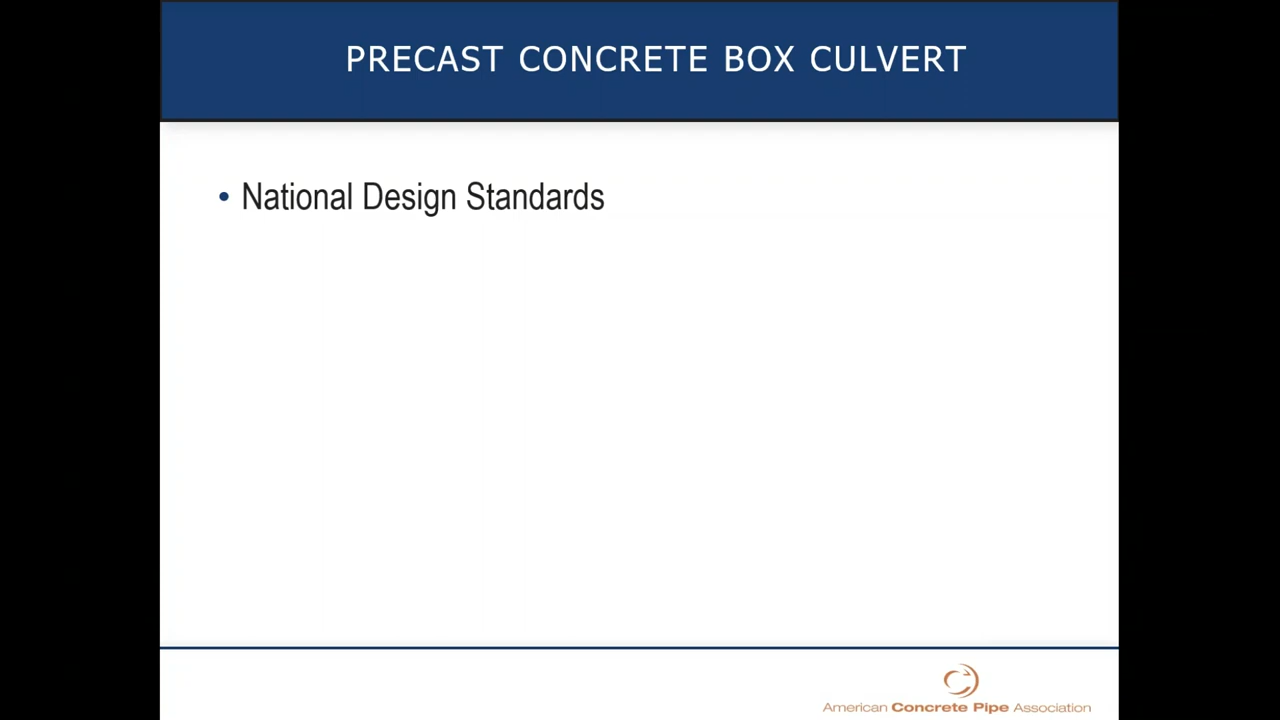 PRECAST CONCRETE BOX CULVERT
• National Design Standards
American Concrete Pipe Association